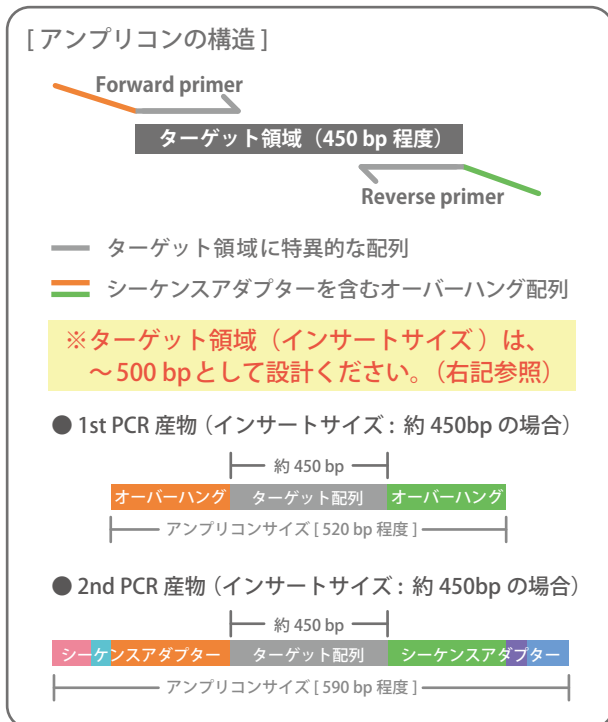 [ アンプリコンの構造 ]
Forward primer
ターゲット領域（450 bp 程度）
Reverse primer
ターゲット領域に特異的な配列
シーケンスアダプターを含むオーバーハング配列
※ターゲット領域（インサートサイズ ）は、
～ 500 bpとして設計ください。（右記参照）
● 1st PCR 産物（インサートサイズ : 約 450bp の場合）
約 450 bp
オーバーハング ターゲット配列 オーバーハング
アンプリコンサイズ [ 520 bp 程度 ]
● 2nd PCR 産物（インサートサイズ : 約 450bp の場合）
約 450 bp
シーケンスアダプター ターゲット配列 シーケンスアダプター
アンプリコンサイズ [ 590 bp 程度 ]